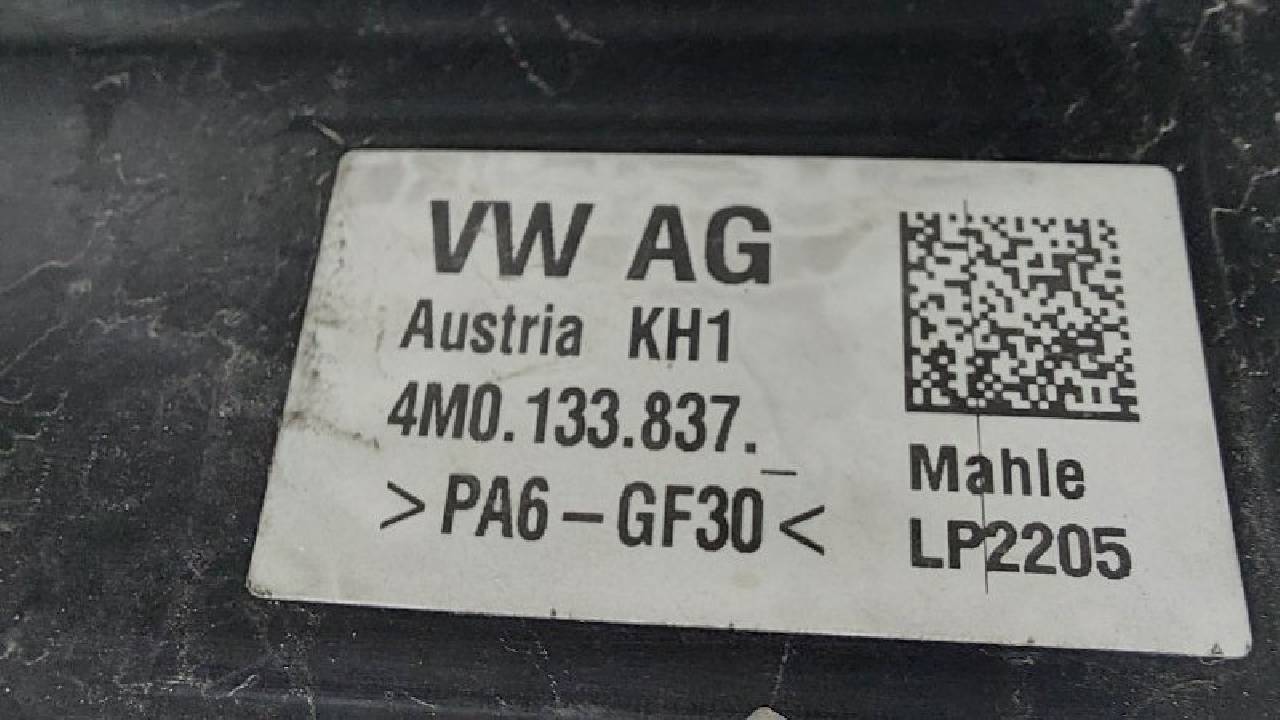 VW AG
Austria KH1
4M0.133.837._
>PA6-GF30<
Mahle
LP2205